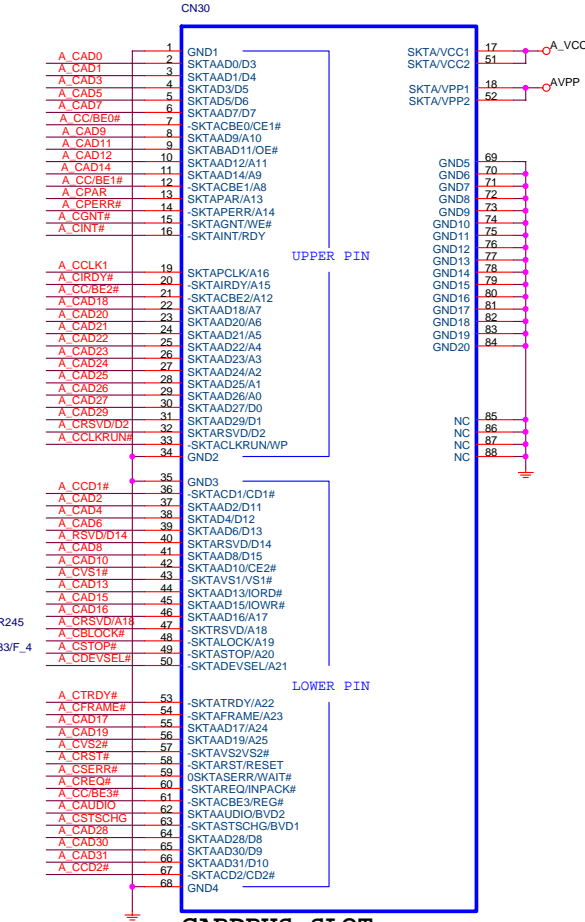 CN30
1 GND1
A_CAD0 2 SKTAAD0/D3
A_CAD1 3 SKTAAD1/D4
A_CAD3 4 SKTAD3/D5
A_CAD5 5 SKTAD5/D6
A_CAD7 6 SKTAAD7/D7
A_CC/BE0# 7 -SKTACBE0/CE1#
A_CAD9 8 SKTAAD9/A10
A_CAD11 9 SKTABAD11/OE#
A_CAD12 10 SKTAAD12/A11
A_CAD14 11 SKTAAD14/A9
A_CC/BE1# 12 -SKTACBE1/A8
A_CPAR 13 SKTAPAR/A13
A_CPERR# 14 -SKTAPERR/A14
A_CGNT# 15 -SKTAGNT/WE#
A_CINT# 16 -SKTAINT/RDY
UPPER PIN
A_CCLK1 19 SKTAPCLK/A16
A_CIRDY# 20 -SKTAIRDY/A15
A_CC/BE2# 21 -SKTACBE2/A12
A_CAD18 22 SKTAAD18/A7
A_CAD20 23 SKTAAD20/A6
A_CAD21 24 SKTAAD21/A5
A_CAD22 25 SKTAAD22/A4
A_CAD23 26 SKTAAD23/A3
A_CAD24 27 SKTAAD24/A2
A_CAD25 28 SKTAAD25/A1
A_CAD26 29 SKTAAD26/A0
A_CAD27 30 SKTAAD27/D0
A_CAD29 31 SKTAAD29/D1
A_CRSVD/D2 32 SKTARSVD/D2
A_CCLKRUN# 33 -SKTACLKRUN/WP
34 GND2
35 GND3
A_CCD1# 36 -SKTACD1/CD1#
A_CAD2 37 SKTAAD2/D11
A_CAD4 38 SKTAD4/D12
A_CAD6 39 SKTAAD6/D13
A_RSVD/D14 40 SKTARSVD/D14
A_CAD8 41 SKTAAD8/D15
A_CAD10 42 SKTAAD10/CE2#
A_CVS1# 43 -SKTAVS1/VS1#
A_CAD13 44 SKTAAD13/IORD#
A_CAD15 45 SKTAAD15/IOWR#
A_CAD16 46 SKTAAD16/A17
R245 A_CRSVD/A18 47 -SKTRSVD/A18
A_CBLOCK# 48 -SKTALOCK/A19
33/F_4 A_CSTOP# 49 -SKTASTOP/A20
A_CDEVSEL# 50 -SKTADEVSEL/A21
LOWER PIN
A_CTRDY# 53 -SKTATRDY/A22
A_CFRAME# 54 -SKTAFRAME/A23
A_CAD17 55 SKTAAD17/A24
A_CAD19 56 SKTAAD19/A25
A_CVS2# 57 -SKTAVS2VS2#
A_CRST# 58 -SKTARST/RESET
A_CSERR# 59 0SKTASERR/WAIT#
A_CREQ# 60 -SKTAREQ/INPACK#
A_CC/BE3# 61 -SKTACBE3/REG#
A_CAUDIO 62 SKTAAUDIO/BVD2
A_CSTSCHG 63 -SKTASTSCHG/BVD1
A_CAD28 64 SKTAAD28/D8
A_CAD30 65 SKTAAD30/D9
A_CAD31 66 SKTAAD31/D10
A_CCD2# 67 -SKTACD2/CD2#
68 GND4
SKTA/VCC1 17 A_VCC
SKTA/VCC2 51
SKTA/VPP1 18 AVPP
SKTA/VPP2 52
GND5 69
GND6 70
GND7 71
GND8 72
GND9 73
GND10 74
GND11 75
GND12 76
GND13 77
GND14 78
GND15 79
GND16 80
GND17 81
GND18 82
GND19 83
GND20 84
NC 85
NC 86
NC 87
NC 88